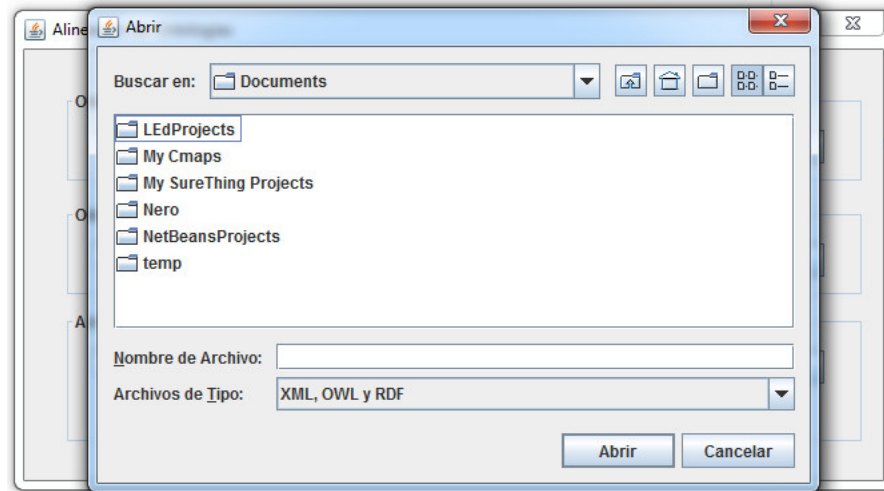 Aline
Abrir
Buscar en: Documents
O
LEdProjects
My Cmaps
My SureThing Projects
Nero
O
NetBeansProjects
temp
A
Nombre de Archivo:
Archivos de Tipo: XML, OWL y RDF
Abrir Cancelar